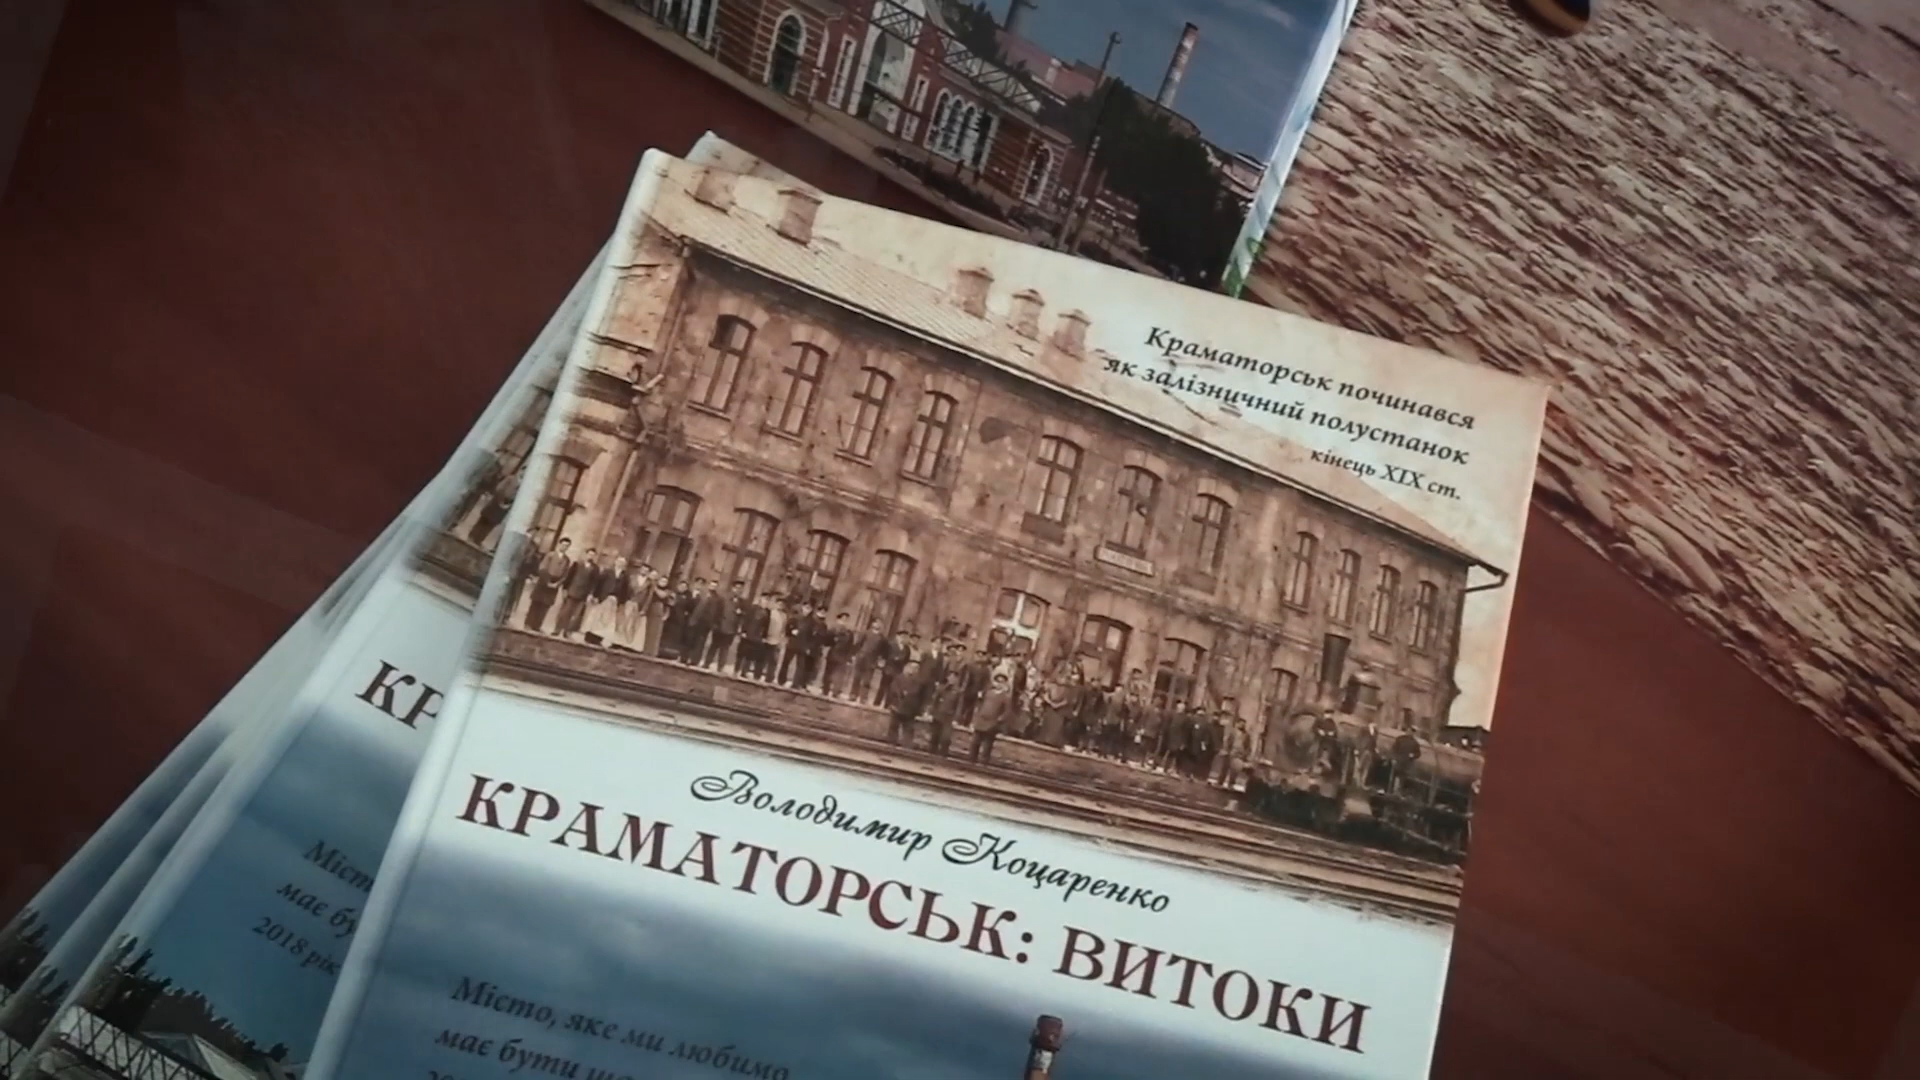 Краматорськ починався
як залізничний полустанок
кінець XIX ст.
Володимир Коцаренко
КРАМАТОРСЬК: ВИТОКИ
Місто, яке ми любимо
має бути
КР
Міст
має бу
2018 рік